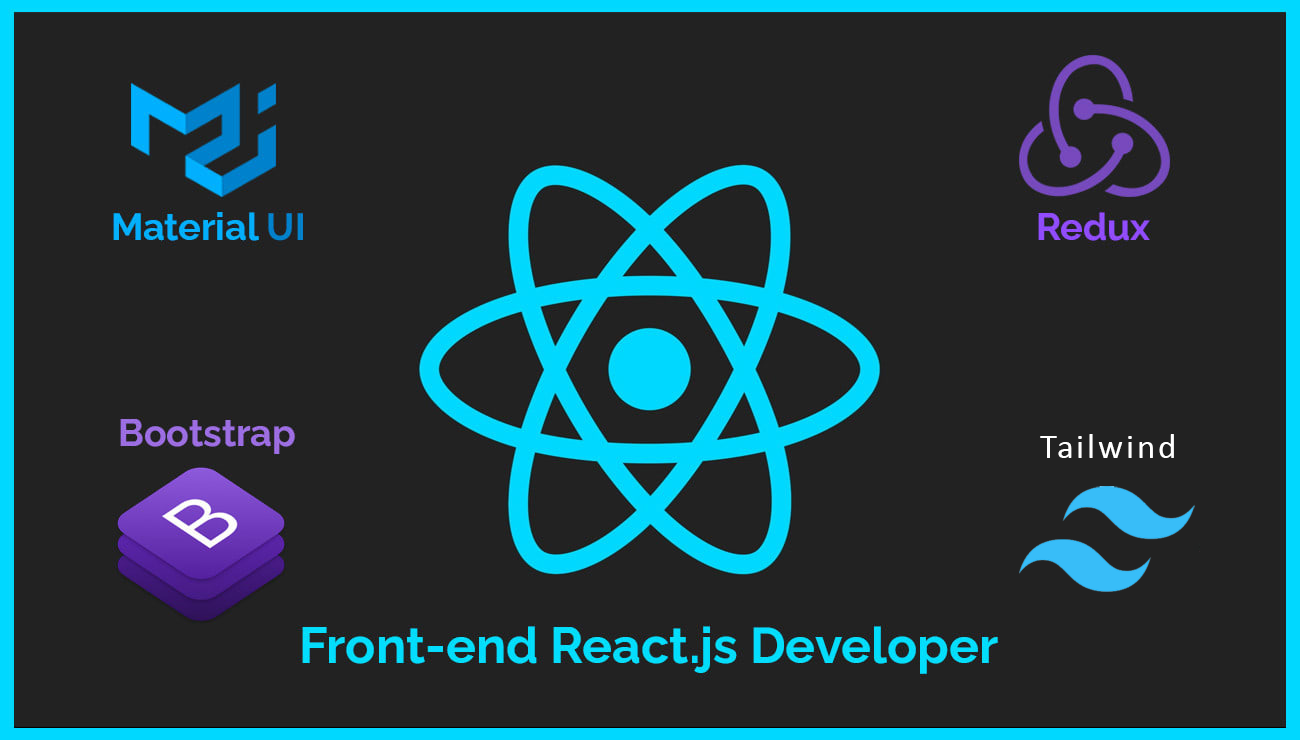 Material UI
Redux
Bootstrap
B
Tailwind
Front-end React.js Developer